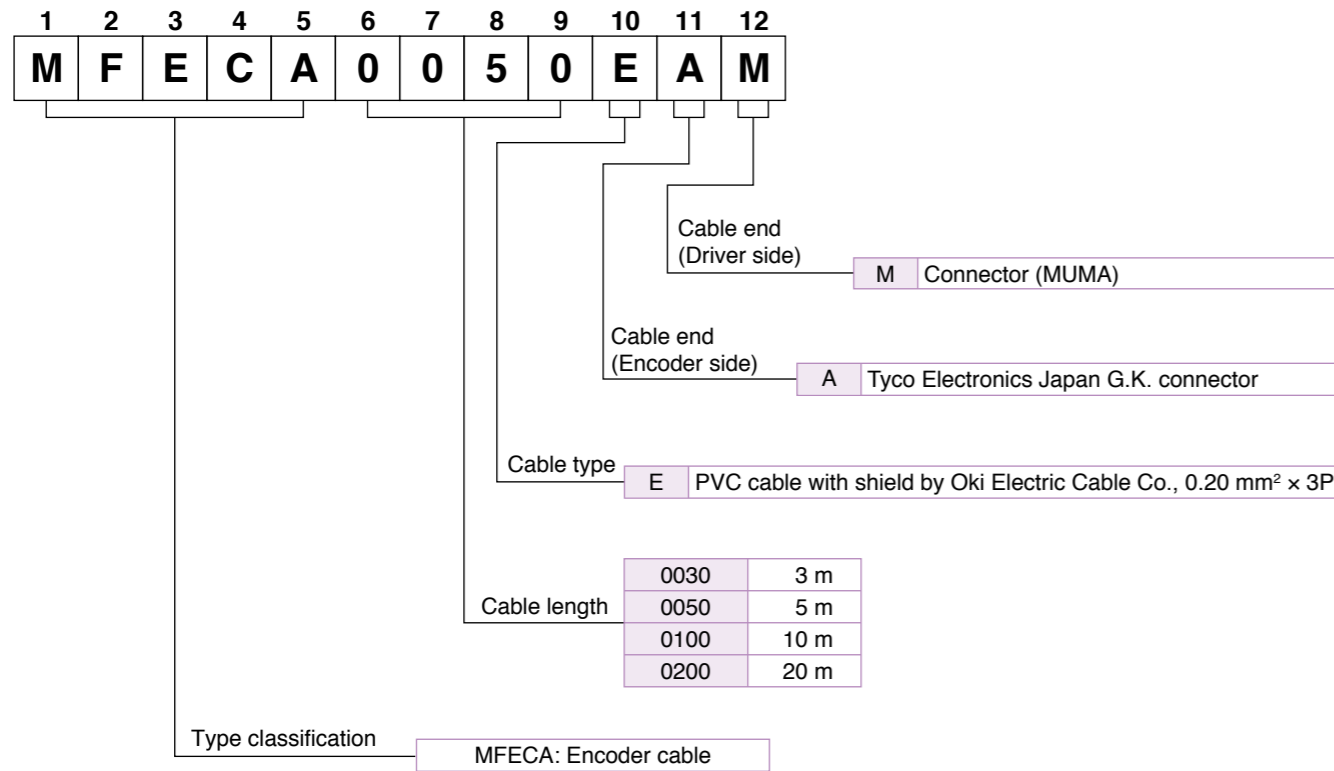 1 2 3 4 5 6 7 8 9 10 11 12
M F E C A 0 0 5 0 E A M
Cable end
(Driver side)
M Connector (MUMA)
Cable end
(Encoder side)
A Tyco Electronics Japan G.K. connector
Cable type
E PVC cable with shield by Oki Electric Cable Co., 0.20 mm² × 3P
Cable length
0030 3 m
0050 5 m
0100 10 m
0200 20 m
Type classification
MFECA: Encoder cable